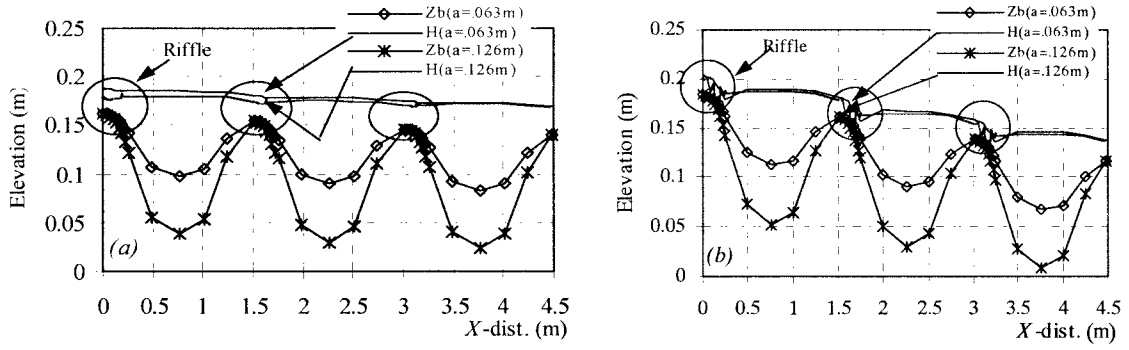 Zb(a=.063m)
H(a=.063m)
Zb(a=.126m)
H(a=.126m)
Riffle
0.25
0.2
0.15
0.1
0.05
0
Elevation (m)
(a)
0 0.5 1 1.5 2 2.5 3 3.5 4 4.5
X-dist. (m)
Zb(a=.063m)
H(a=.063m)
Zb(a=.126m)
H(a=.126m)
Riffle
0.25
0.2
0.15
0.1
0.05
0
Elevation (m)
(b)
0 0.5 1 1.5 2 2.5 3 3.5 4 4.5
X-dist. (m)